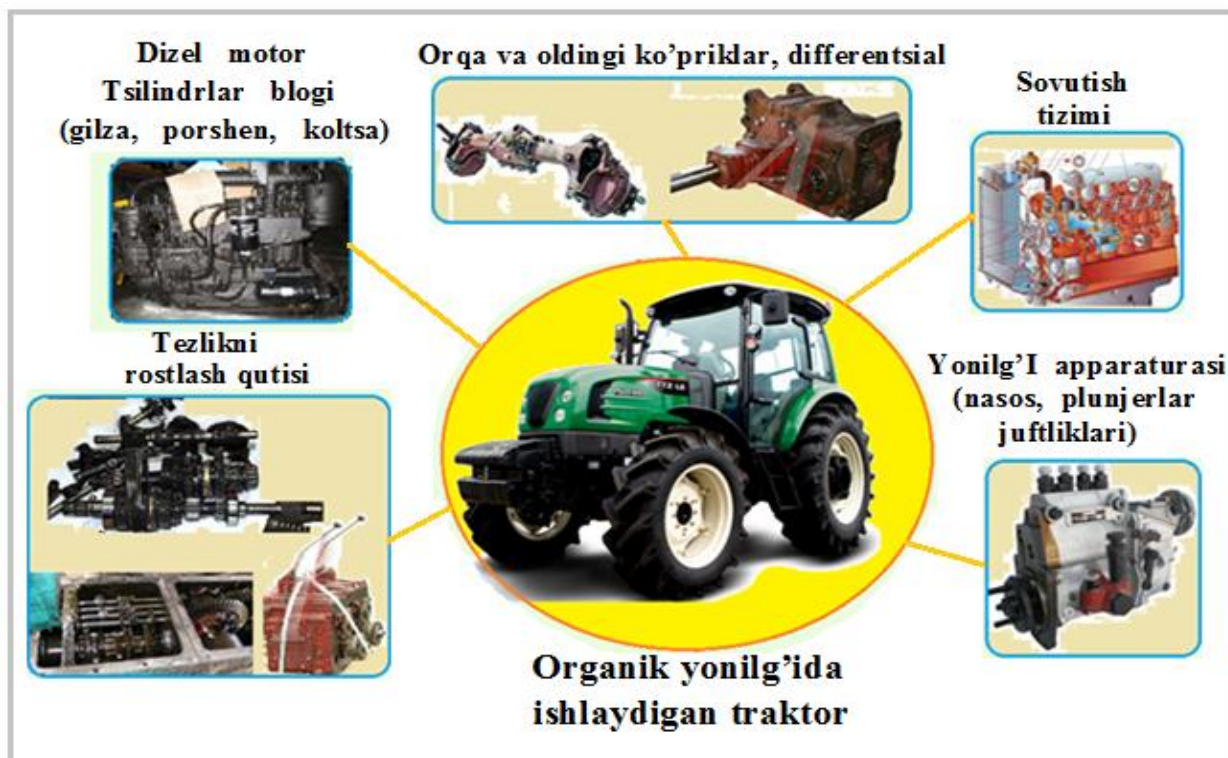 Dizel motor
Tsilindrlar blogi
(gilza, porshen, koltsa)
Orqa va oldingi ko’priklar, differentsial
Sovutish
tizimi
Tezlikni
rostlash qutisi
Yonilg’I apparaturasi
(nasos, plunjerlar
juftliklari)
Organik yonilg’ida
ishlaydigan traktor